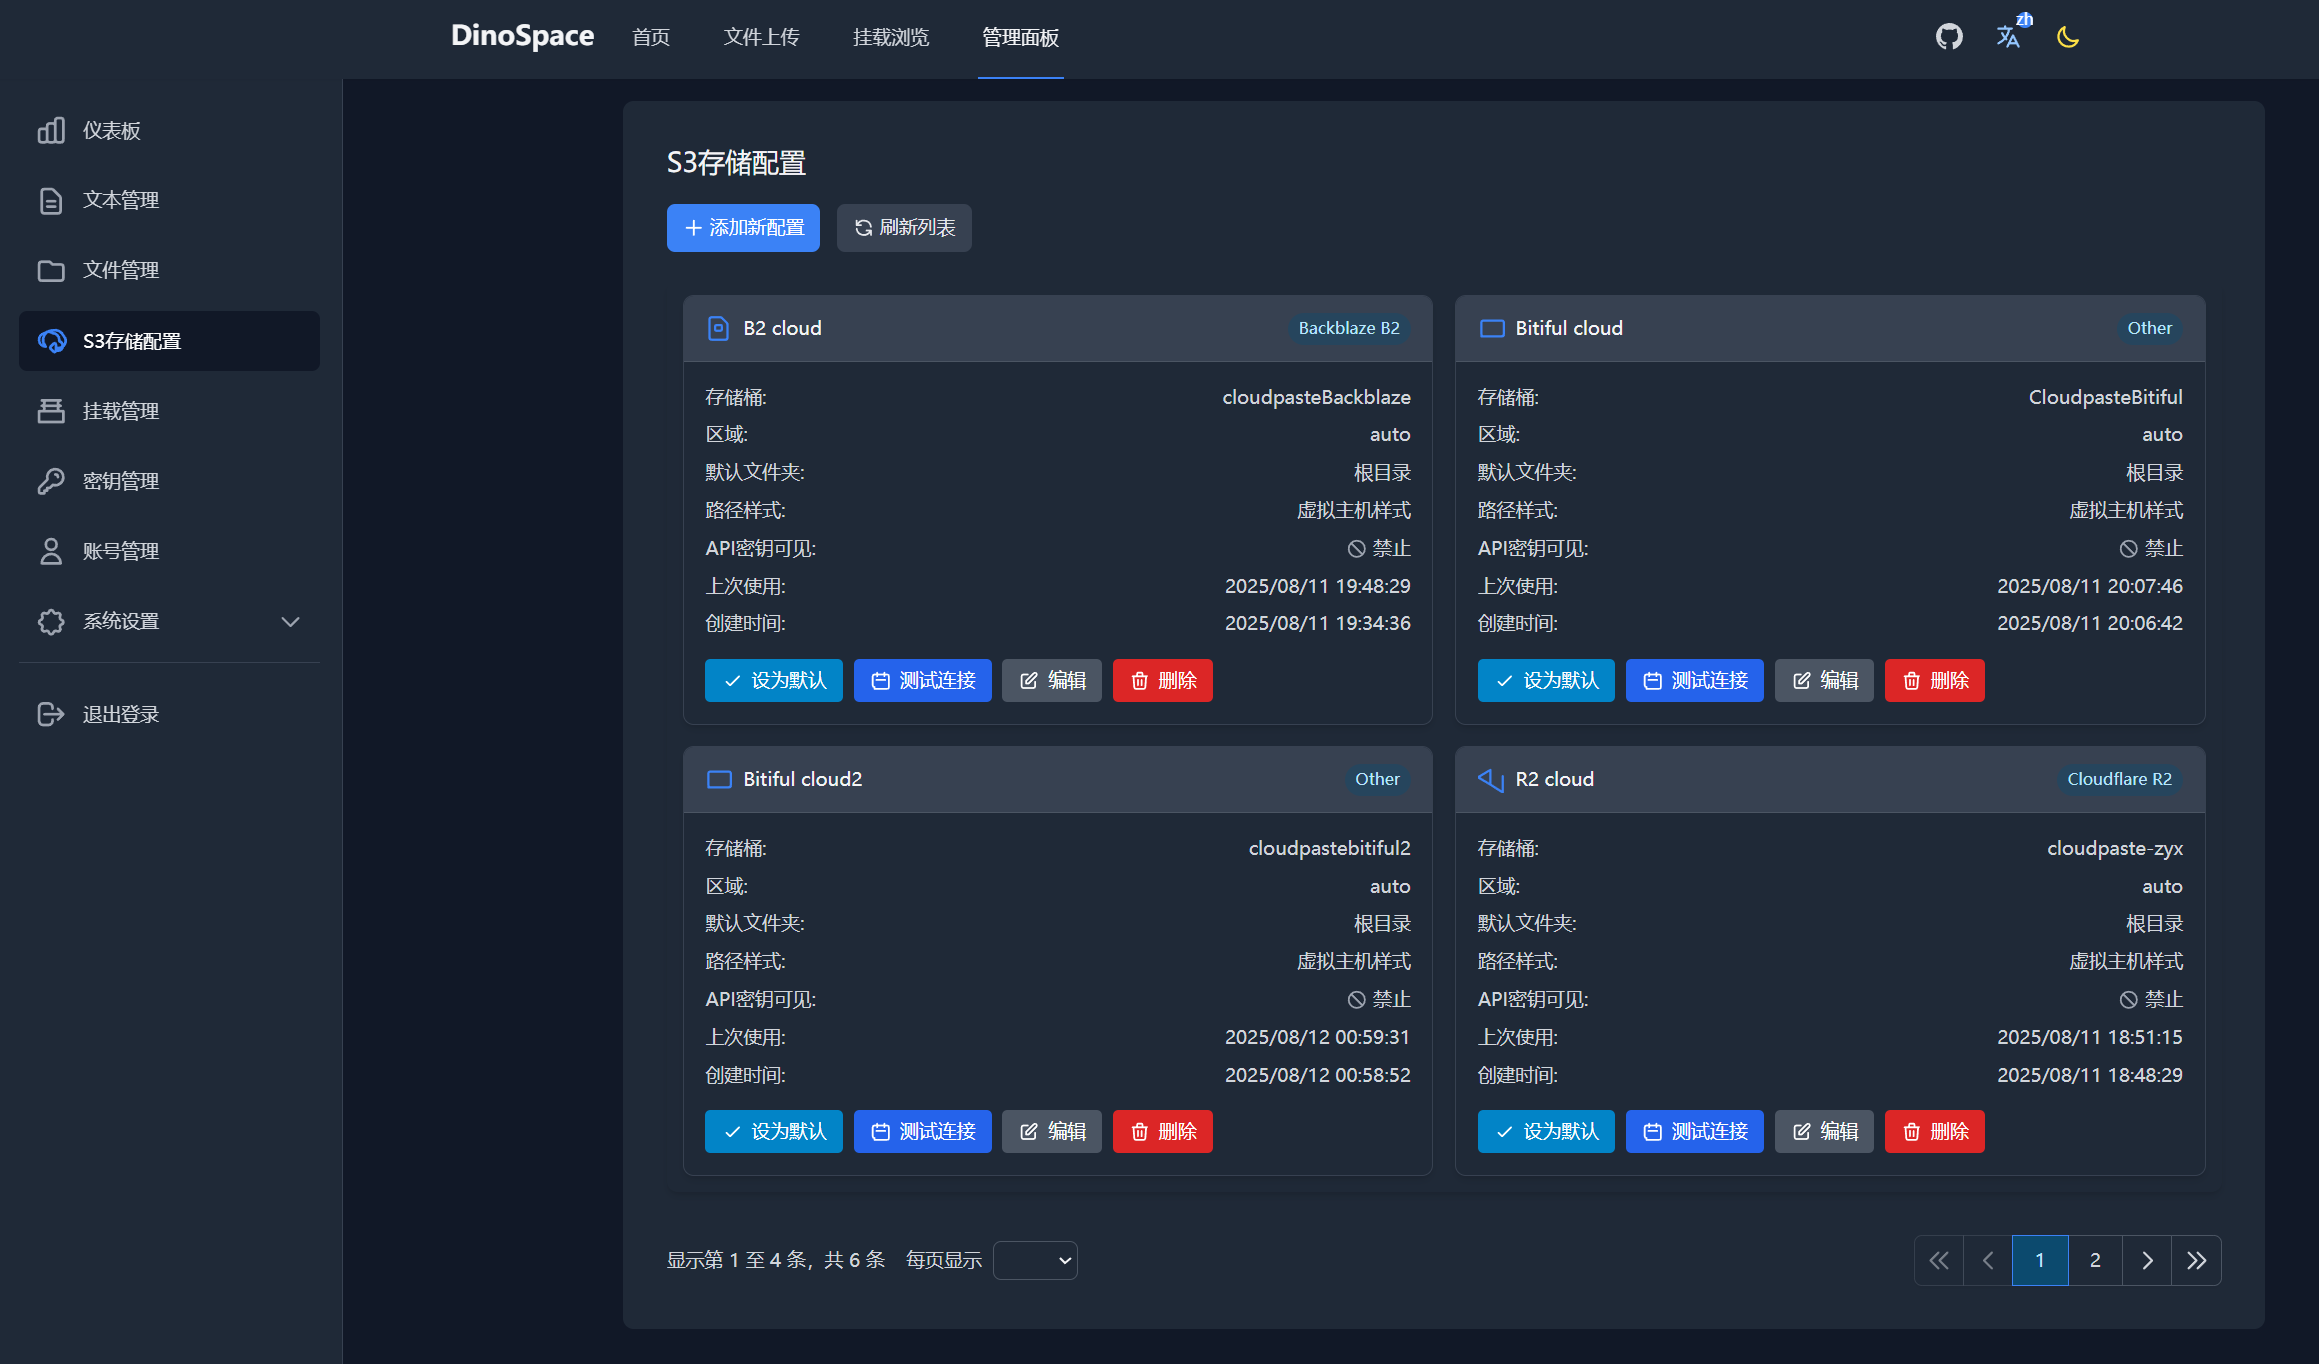 DinoSpace 首页 文件上传 挂载浏览 管理面板 zh
仪表板
文本管理
文件管理
S3存储配置
挂载管理
密钥管理
账号管理
系统设置
退出登录
S3存储配置
添加新配置 刷新列表
B2 cloud Backblaze B2
存储桶: cloudpasteBackblaze
区域: auto
默认文件夹: 根目录
路径样式: 虚拟主机样式
API密钥可见: 禁止
上次使用: 2025/08/11 19:48:29
创建时间: 2025/08/11 19:34:36
设为默认 测试连接 编辑 删除
Bitiful cloud Other
存储桶: CloudpasteBitiful
区域: auto
默认文件夹: 根目录
路径样式: 虚拟主机样式
API密钥可见: 禁止
上次使用: 2025/08/11 20:07:46
创建时间: 2025/08/11 20:06:42
设为默认 测试连接 编辑 删除
Bitiful cloud2 Other
存储桶: cloudpastebitiful2
区域: auto
默认文件夹: 根目录
路径样式: 虚拟主机样式
API密钥可见: 禁止
上次使用: 2025/08/12 00:59:31
创建时间: 2025/08/12 00:58:52
设为默认 测试连接 编辑 删除
R2 cloud Cloudflare R2
存储桶: cloudpaste-zyx
区域: auto
默认文件夹: 根目录
路径样式: 虚拟主机样式
API密钥可见: 禁止
上次使用: 2025/08/11 18:51:15
创建时间: 2025/08/11 18:48:29
设为默认 测试连接 编辑 删除
显示第 1 至 4 条，共 6 条 每页显示 1 2